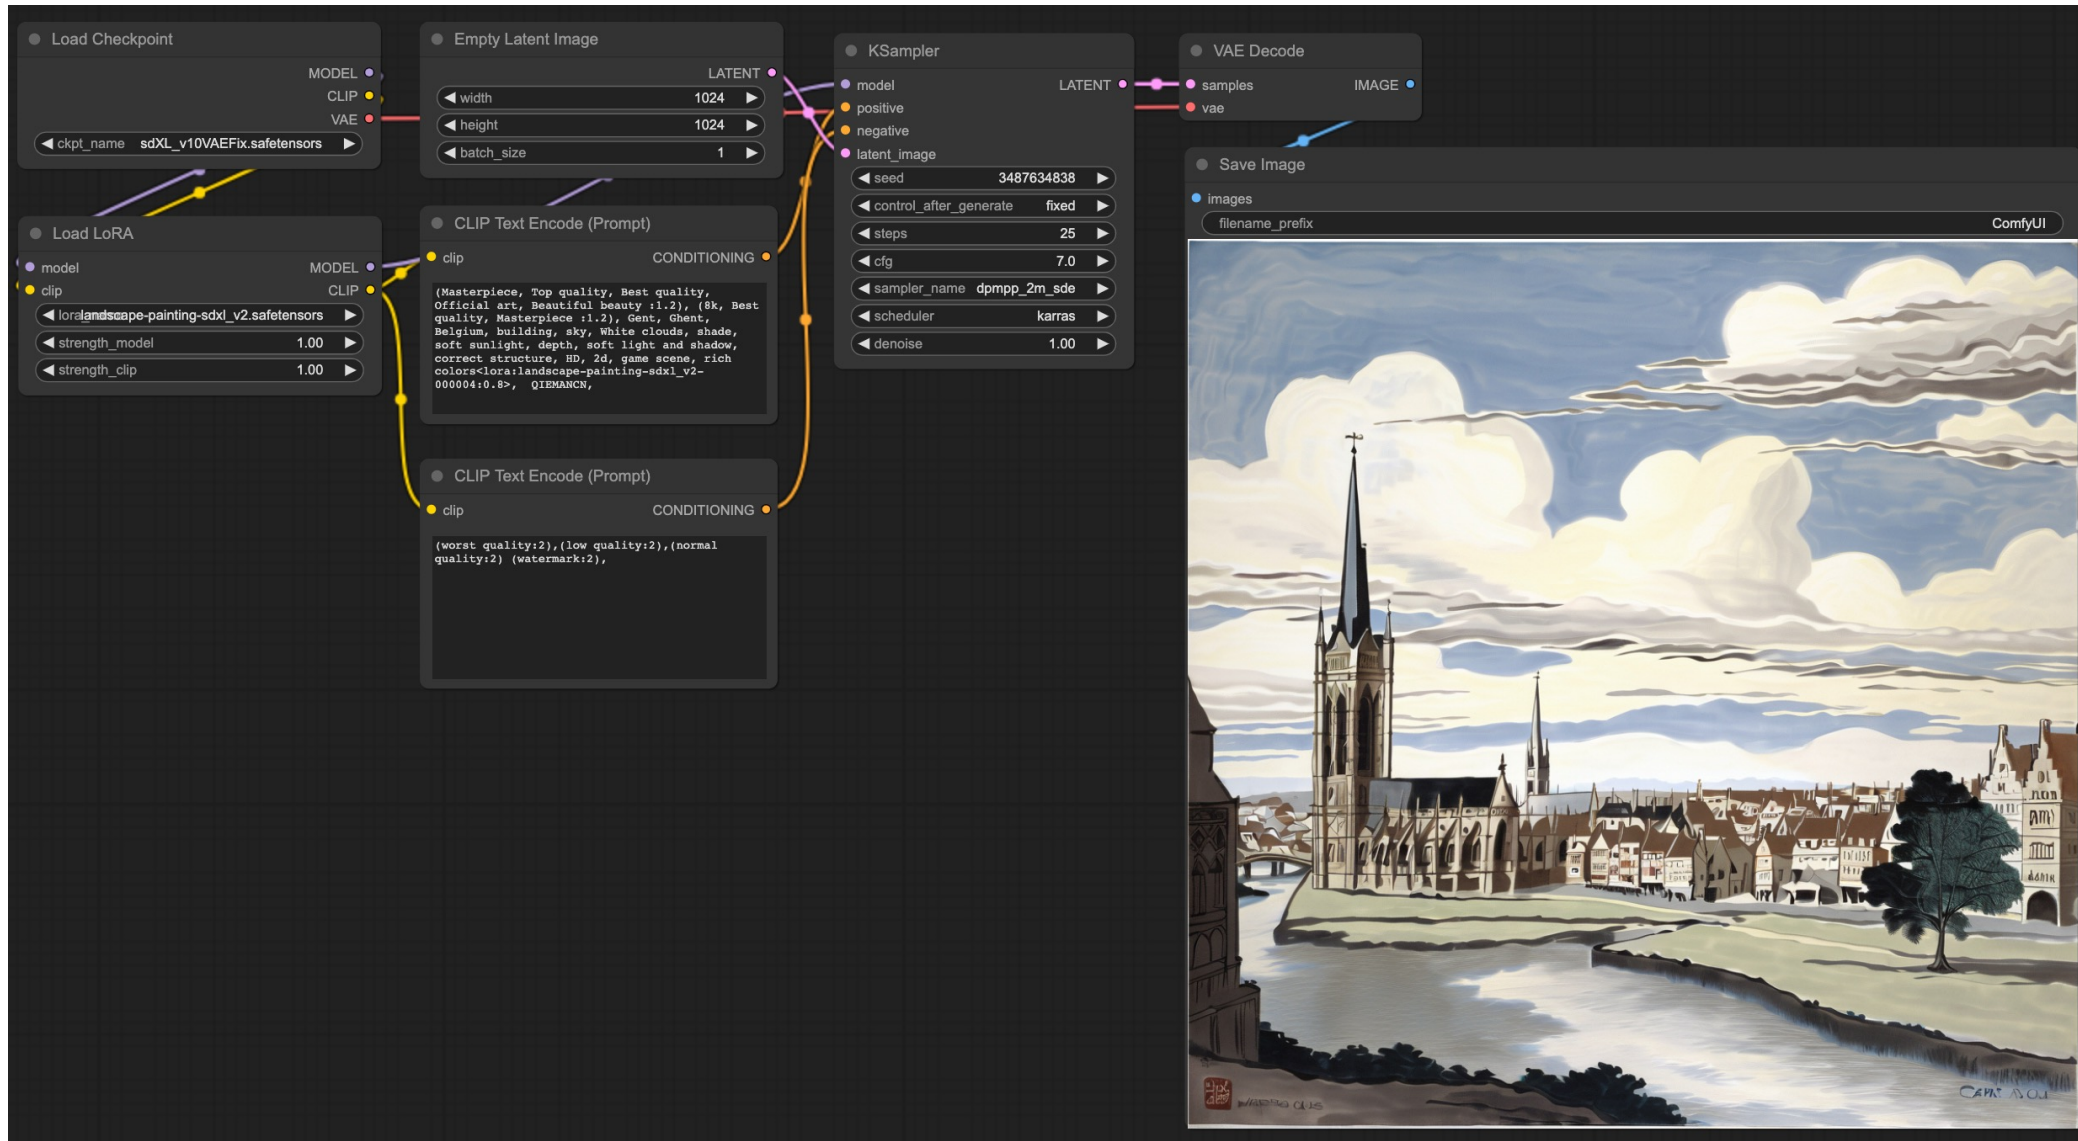 Load Checkpoint
MODEL
CLIP
VAE
ckpt_name sdXL_v10VAEFix.safetensors
Load LoRA
model MODEL
clip CLIP
landscape-painting-sdxl_v2.safetensors
strength_model 1.00
strength_clip 1.00
Empty Latent Image
LATENT
width 1024
height 1024
batch_size 1
CLIP Text Encode (Prompt)
clip CONDITIONING
(Masterpiece, Top quality, Best quality,
Official art, Beautiful beauty :1.2), (8k, Best
quality, Masterpiece :1.2), Gent, Ghent,
Belgium, building, sky, White clouds, shade,
soft sunlight, depth, soft light and shadow,
correct structure, HD, 2d, game scene, rich
colors<lora:landscape-painting-sdxl_v2-
000004:0.8>,  QIEMANCN,
CLIP Text Encode (Prompt)
clip CONDITIONING
(worst quality:2),(low quality:2),(normal
quality:2) (watermark:2),
KSampler
model LATENT
positive
negative
latent_image
seed 3487634838
control_after_generate fixed
steps 25
cfg 7.0
sampler_name dpmpp_2m_sde
scheduler karras
denoise 1.00
VAE Decode
samples IMAGE
vae
Save Image
images
filename_prefix ComfyUI